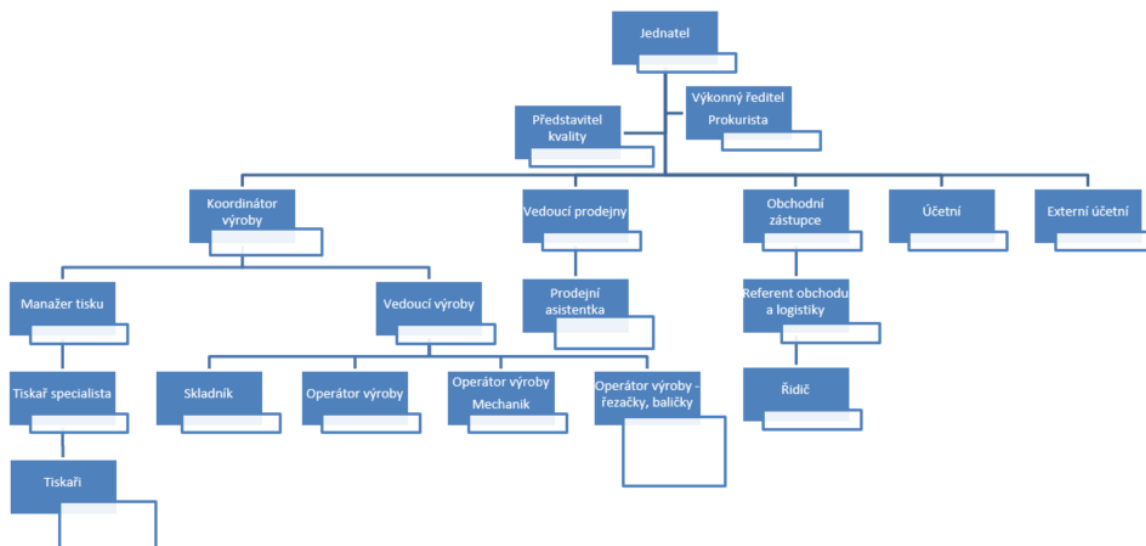 Jednatel
Výkonný ředitel
Prokurista
Představitel
kvality
Koordinátor
výroby
Vedoucí prodejny
Obchodní
zástupce
Účetní
Externí účetní
Manažer tisku
Vedoucí výroby
Prodejní
asistentka
Referent obchodu
a logistiky
Tiskař specialista
Skladník
Operátor výroby
Operátor výroby
Mechanik
Operátor výroby -
řezačky, baličky
Řidič
Tiskaři